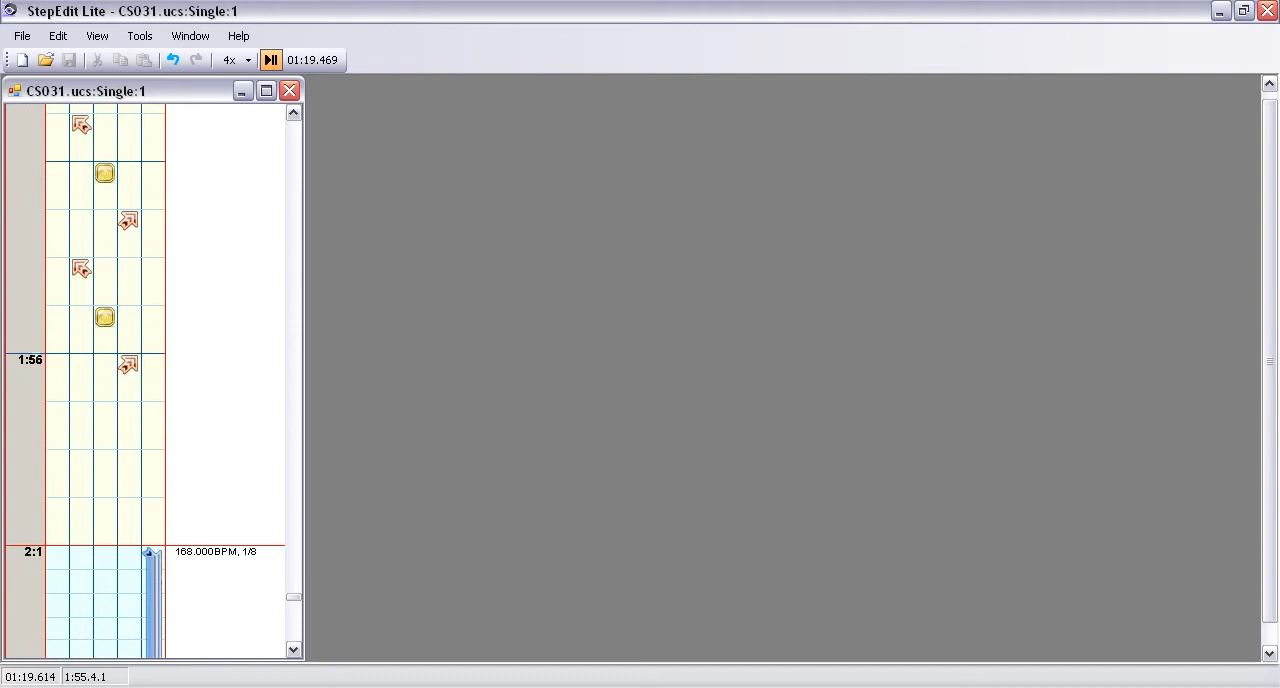 StepEdit Lite - CS031.ucs:Single:1
File Edit View Tools Window Help
4x 01:19.469
CS031.ucs:Single:1
1:56
2:1 168.000BPM, 1/8
01:19.614 1:55.4.1